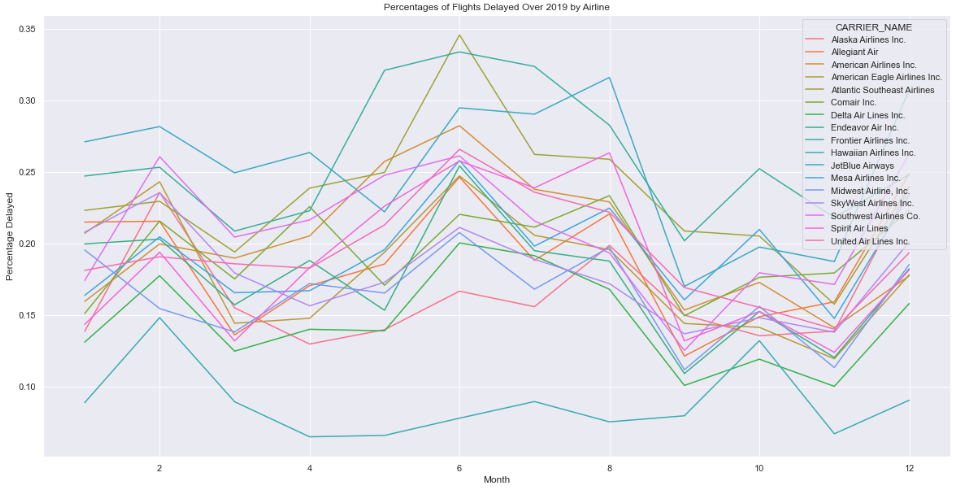 Percentages of Flights Delayed Over 2019 by Airline
0.35
0.30
0.25
0.20
0.15
0.10
Percentage Delayed
2
4
6
8
10
12
Month
CARRIER_NAME
Alaska Airlines Inc.
Allegiant Air
American Airlines Inc.
American Eagle Airlines Inc.
Atlantic Southeast Airlines
Comair Inc.
Delta Air Lines Inc.
Endeavor Air Inc.
Frontier Airlines Inc.
Hawaiian Airlines Inc.
JetBlue Airways
Mesa Airlines Inc.
Midwest Airline, Inc.
SkyWest Airlines Inc.
Southwest Airlines Co.
Spirit Air Lines
United Air Lines Inc.